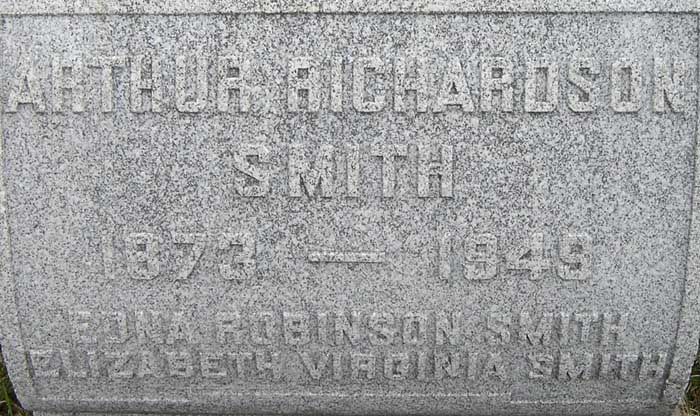 ARTHUR RICHARDSON
SMITH
1873 — 1949
EDNA ROBINSON SMITH
ELIZABETH VIRGINIA SMITH